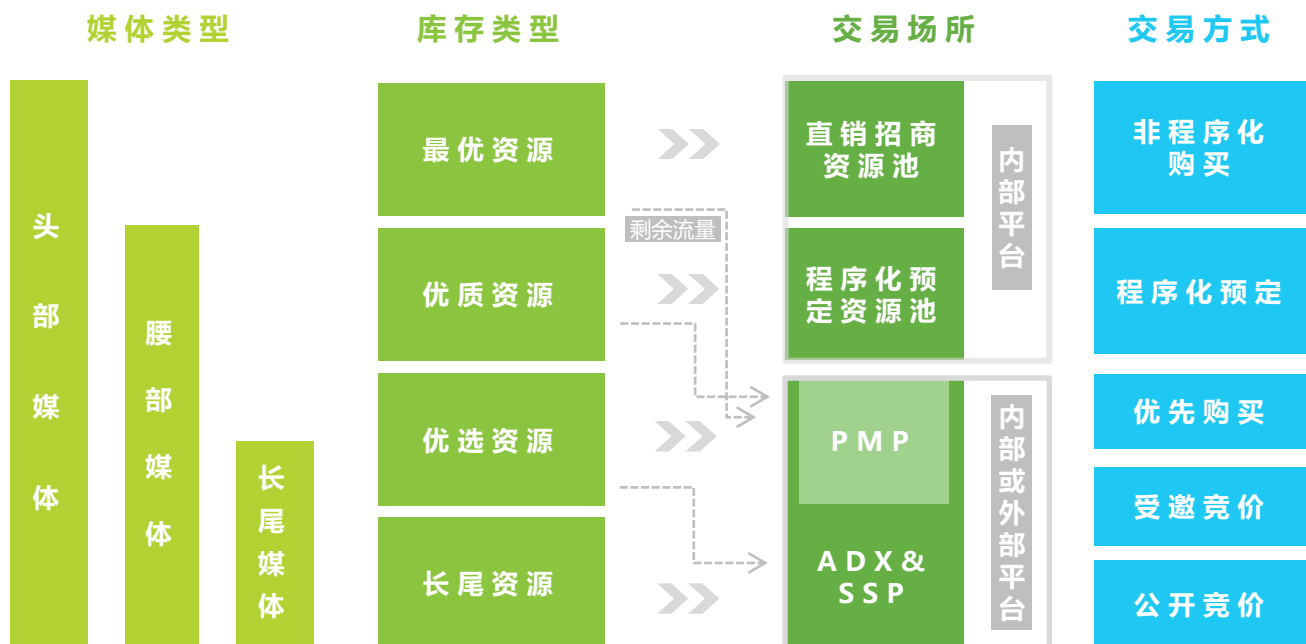 媒体类型
库存类型
交易场所
交易方式
头部媒体
腰部媒体
长尾媒体
最优资源
优质资源
优选资源
长尾资源
剩余流量
直销招商
资源池
程序化预
定资源池
内部平台
PMP
ADX&
SSP
内部或外部平台
非程序化
购买
程序化预定
优先购买
受邀竞价
公开竞价